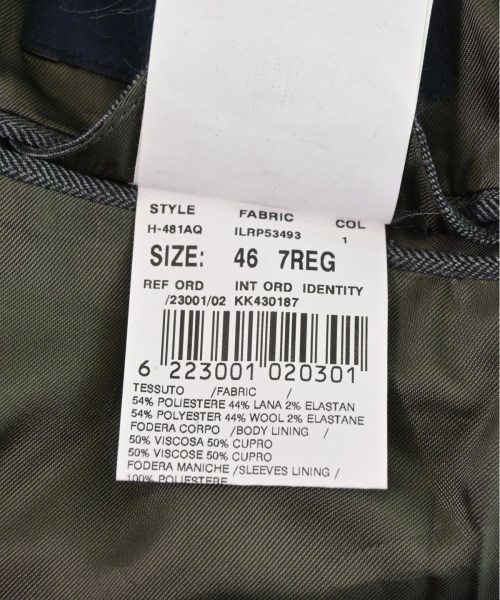 STYLE FABRIC COL
H-481AQ ILRP53493 1
SIZE: 46 7REG
REF ORD INT ORD IDENTITY
/23001/02 KK430187
6 223001 020301
TESSUTO /FABRIC /
54% POLIESTERE 44% LANA 2% ELASTAN
54% POLYESTER 44% WOOL 2% ELASTANE
FODERA CORPO /BODY LINING /
50% VISCOSA 50% CUPRO
50% VISCOSE 50% CUPRO
FODERA MANICHE /SLEEVES LINING /
100% POLIESTERE